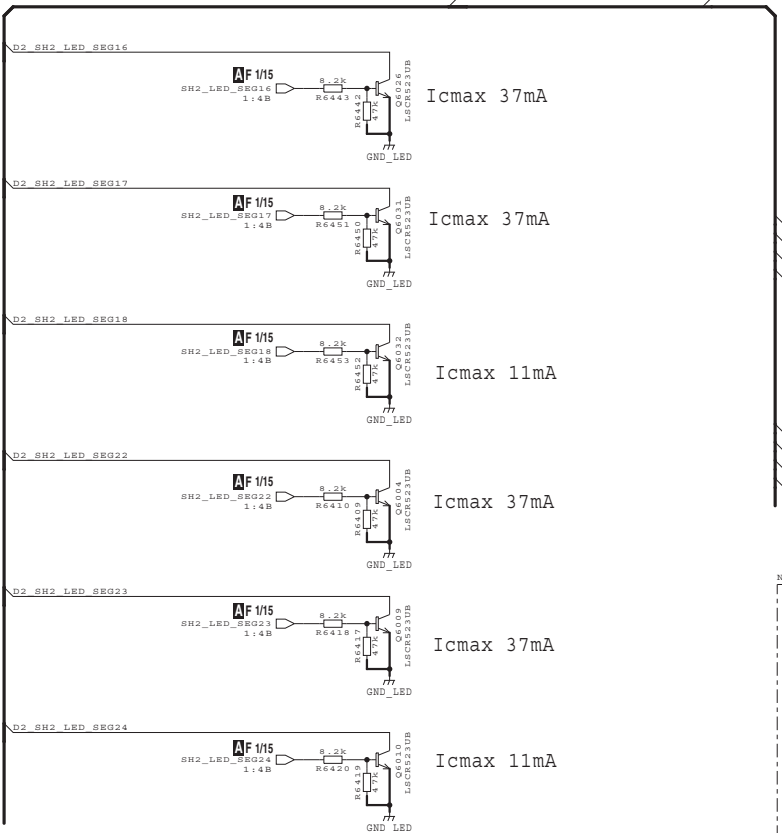 D2_SH2_LED_SEG16
A F 1/15
SH2_LED_SEG16
1:4B
8.2k
R6443
R6442
47k
Q6026
LSCR523UB
Icmax 37mA
GND_LED
D2_SH2_LED_SEG17
A F 1/15
SH2_LED_SEG17
1:4B
8.2k
R6451
R6450
47k
Q6031
LSCR523UB
Icmax 37mA
GND_LED
D2_SH2_LED_SEG18
A F 1/15
SH2_LED_SEG18
1:4B
8.2k
R6453
R6452
47k
Q6032
LSCR523UB
Icmax 11mA
GND_LED
D2_SH2_LED_SEG22
A F 1/15
SH2_LED_SEG22
1:4B
8.2k
R6410
R6409
47k
Q6004
LSCR523UB
Icmax 37mA
GND_LED
D2_SH2_LED_SEG23
A F 1/15
SH2_LED_SEG23
1:4B
8.2k
R6418
R6417
47k
Q6009
LSCR523UB
Icmax 37mA
GND_LED
D2_SH2_LED_SEG24
A F 1/15
SH2_LED_SEG24
1:4B
8.2k
R6420
R6419
47k
Q6010
LSCR523UB
Icmax 11mA
GND_LED